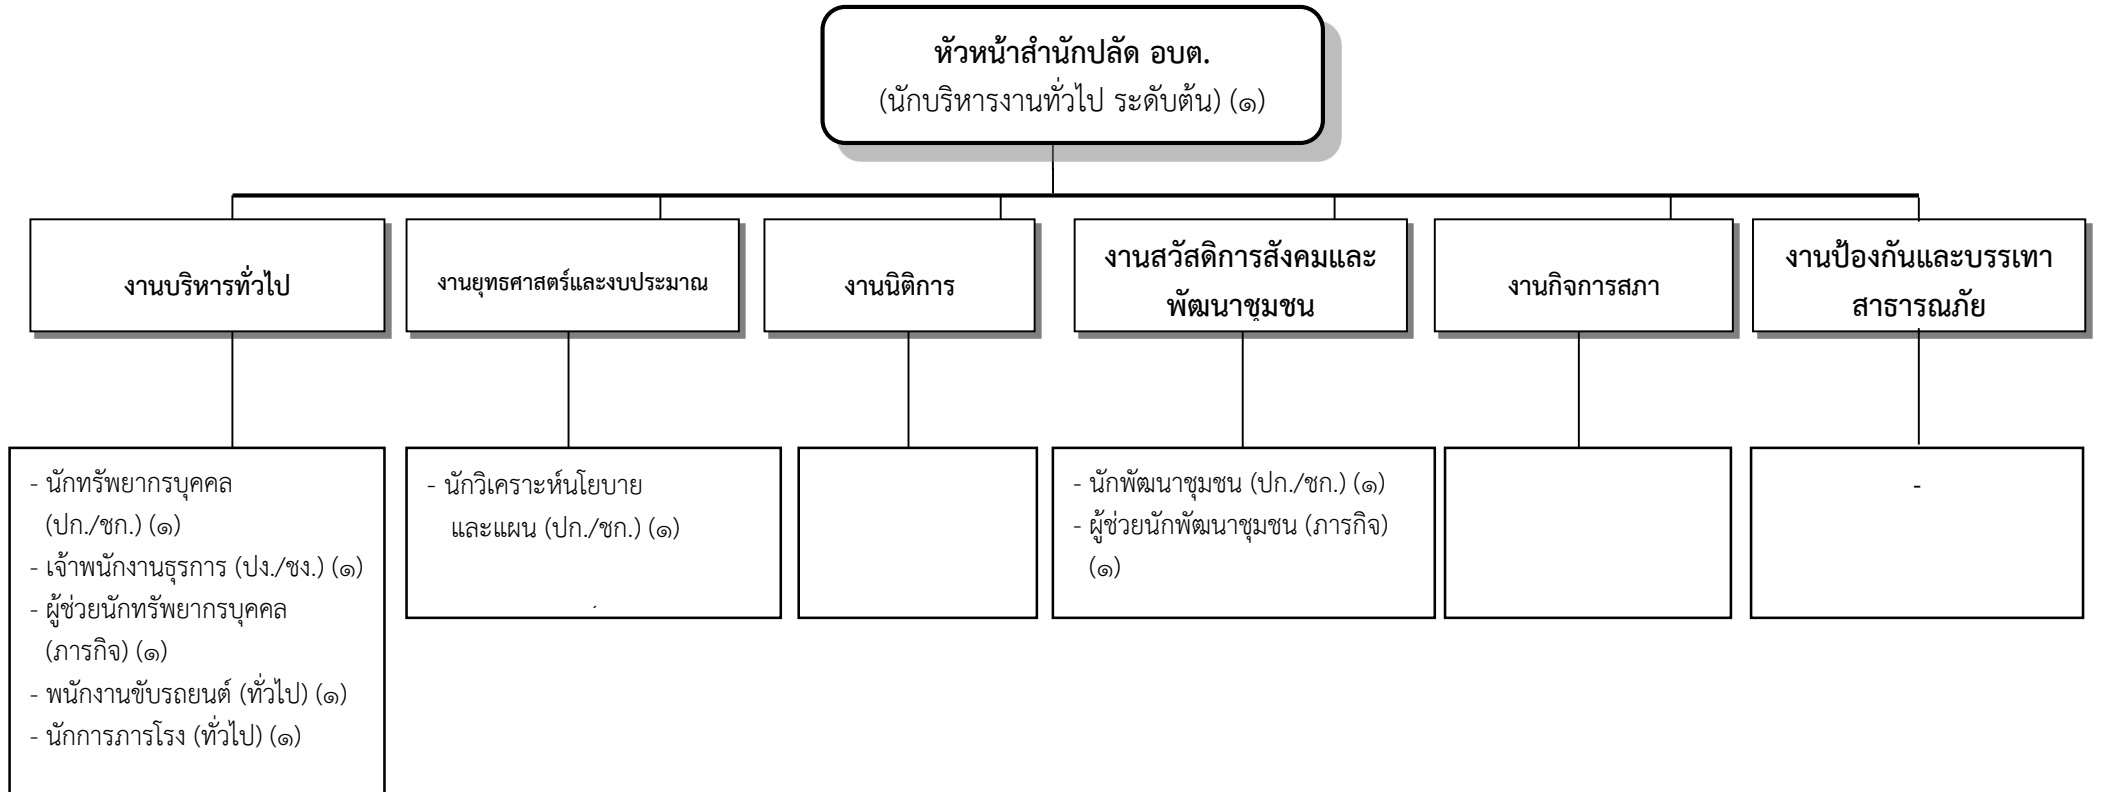 หัวหน้าสำนักปลัด อบต.
(นักบริหารงานทั่วไป ระดับต้น) (๑)
งานบริหารทั่วไป
งานยุทธศาสตร์และงบประมาณ
งานนิติการ
งานสวัสดิการสังคมและ
พัฒนาชุมชน
งานกิจการสภา
งานป้องกันและบรรเทา
สาธารณภัย
- นักทรัพยากรบุคคล
(ปก./ชก.) (๑)
- เจ้าพนักงานธุรการ (ปง./ชง.) (๑)
- ผู้ช่วยนักทรัพยากรบุคคล
(ภารกิจ) (๑)
- พนักงานขับรถยนต์ (ทั่วไป) (๑)
- นักการภารโรง (ทั่วไป) (๑)
- นักวิเคราะห์นโยบาย
และแผน (ปก./ชก.) (๑)
- นักพัฒนาชุมชน (ปก./ชก.) (๑)
- ผู้ช่วยนักพัฒนาชุมชน (ภารกิจ)
(๑)
-